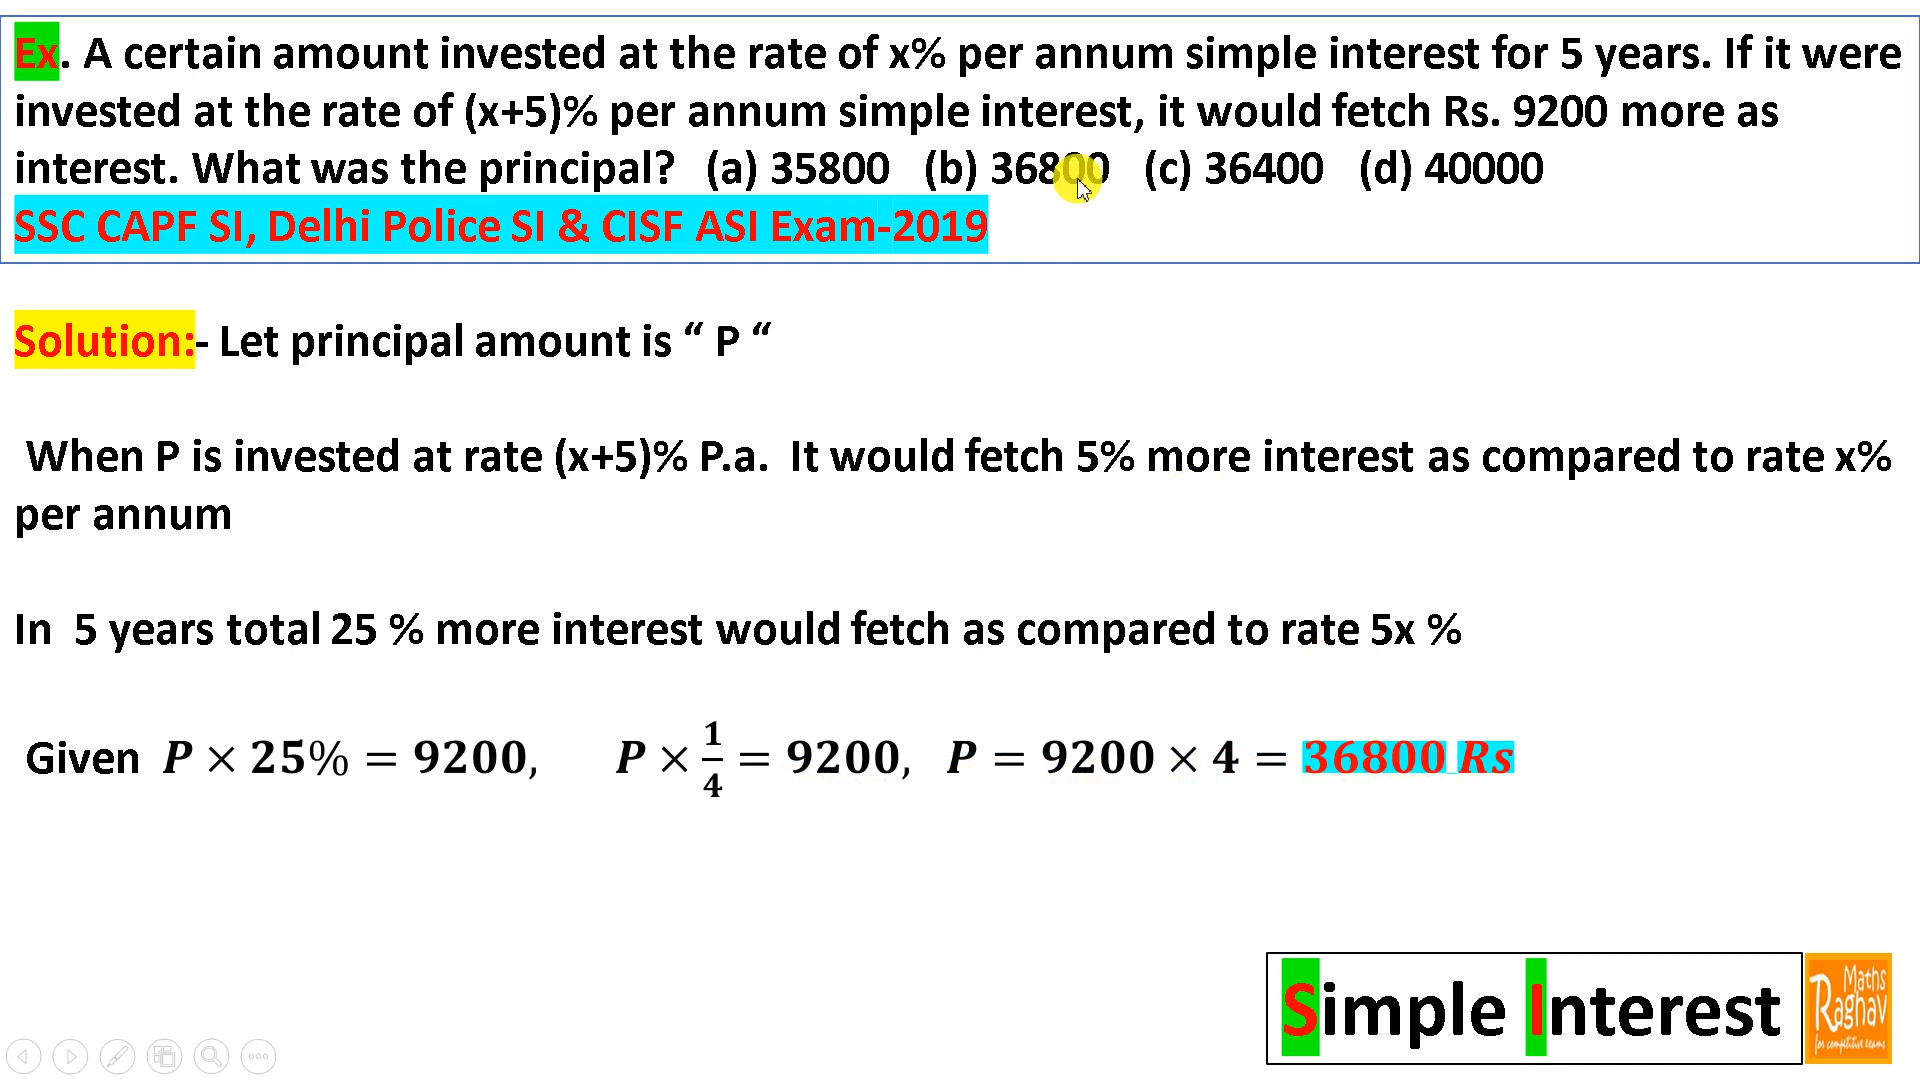 Ex. A certain amount invested at the rate of x% per annum simple interest for 5 years. If it were
invested at the rate of (x+5)% per annum simple interest, it would fetch Rs. 9200 more as
interest. What was the principal? (a) 35800 (b) 36800 (c) 36400 (d) 40000
SSC CAPF SI, Delhi Police SI & CISF ASI Exam-2019
Solution:- Let principal amount is “ P “
When P is invested at rate (x+5)% P.a. It would fetch 5% more interest as compared to rate x%
per annum
In 5 years total 25 % more interest would fetch as compared to rate 5x %
Given P × 25% = 9200, P × 1/4 = 9200, P = 9200 × 4 = 36800 Rs
Simple Interest
Maths
Raghav
for competitive exams